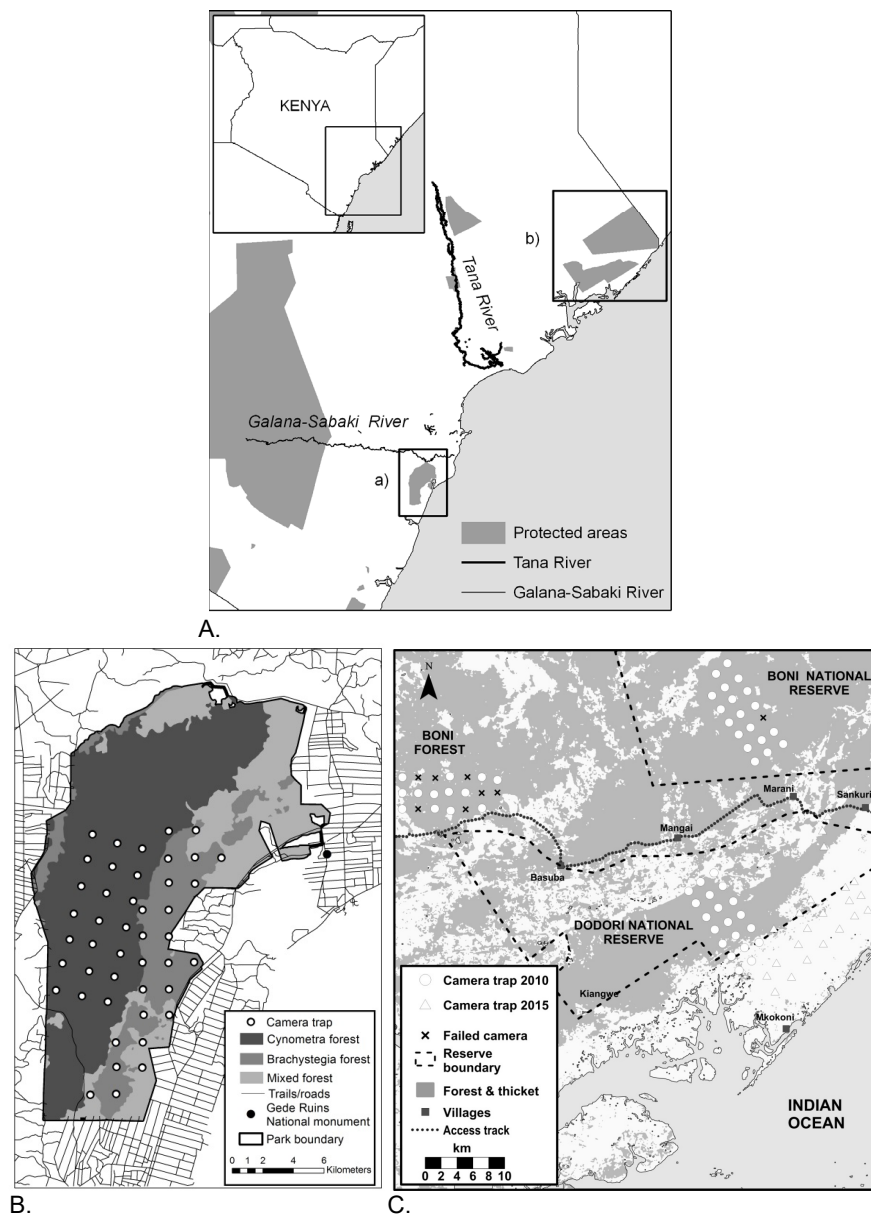 KENYA
b)
Tana River
Galana-Sabaki River
a)
Protected areas
Tana River
Galana-Sabaki River
A.
Camera trap
Cynometra forest
Brachystegia forest
Mixed forest
Trails/roads
Gede Ruins
National monument
Park boundary
0 1 2 4 6
Kilometers
B.
N
BONI NATIONAL
RESERVE
BONI
FOREST
Marani
Sankuri
Mangai
Basuba
DODORI NATIONAL
RESERVE
Kiangwe
Mkokoni
INDIAN
OCEAN
Camera trap 2010
Camera trap 2015
Failed camera
Reserve
boundary
Forest & thicket
Villages
Access track
km
0 2 4 6 8 10
C.